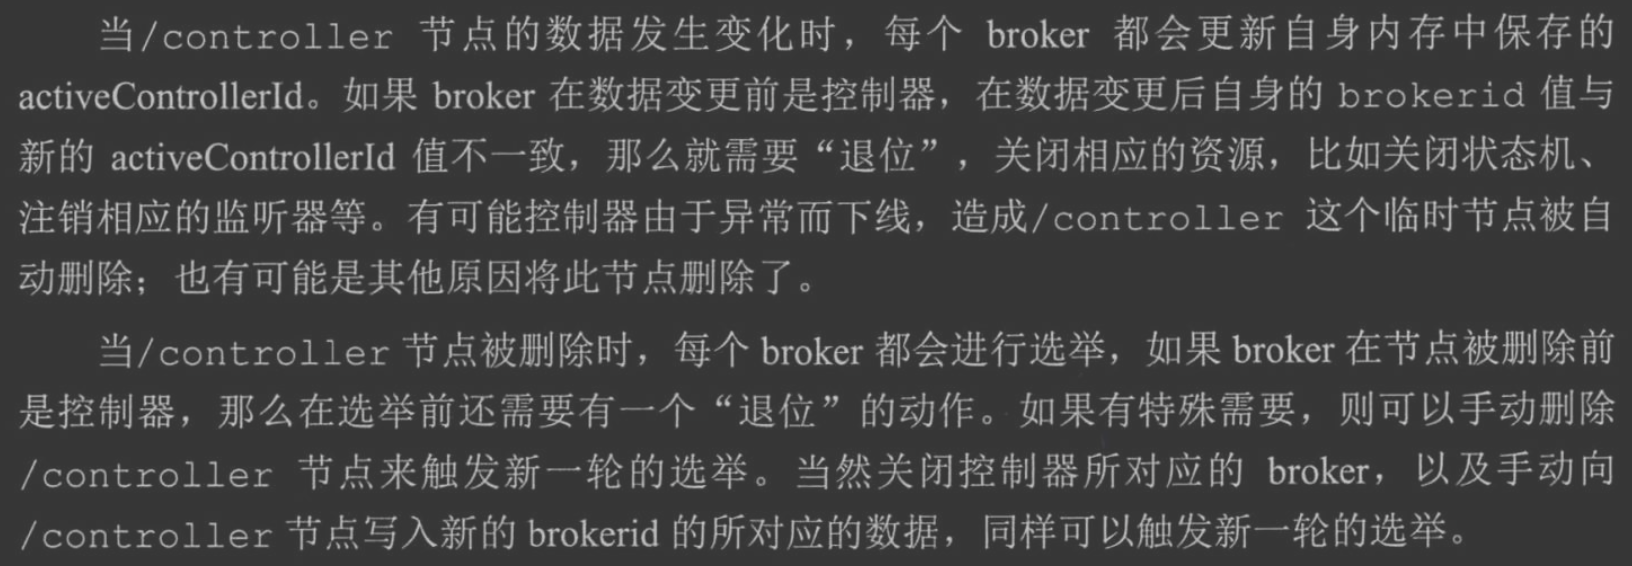 当/controller 节点的数据发生变化时，每个 broker 都会更新自身内存中保存的
activeControllerId。如果 broker 在数据变更前是控制器，在数据变更后自身的 brokerid 值与
新的 activeControllerId 值不一致，那么就需要“退位”，关闭相应的资源，比如关闭状态机、
注销相应的监听器等。有可能控制器由于异常而下线，造成/controller 这个临时节点被自
动删除；也有可能是其他原因将此节点删除了。
当/controller 节点被删除时，每个 broker 都会进行选举，如果 broker 在节点被删除前
是控制器，那么在选举前还需要有一个“退位”的动作。如果有特殊需要，则可以手动删除
/controller 节点来触发新一轮的选举。当然关闭控制器所对应的 broker，以及手动向
/controller 节点写入新的 brokerid 的所对应的数据，同样可以触发新一轮的选举。